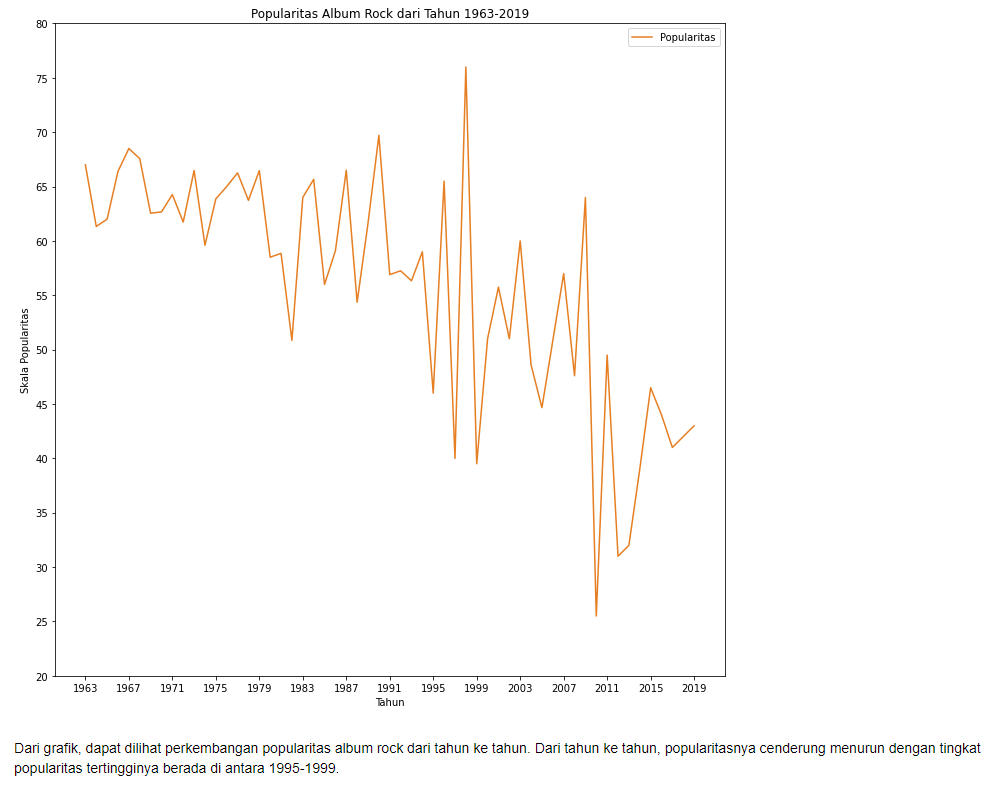 Popularitas Album Rock dari Tahun 1963-2019
Popularitas
80
75
70
65
60
55
50
45
40
35
30
25
20
Skala Popularitas
1963 1967 1971 1975 1979 1983 1987 1991 1995 1999 2003 2007 2011 2015 2019
Tahun
Dari grafik, dapat dilihat perkembangan popularitas album rock dari tahun ke tahun. Dari tahun ke tahun, popularitasnya cenderung menurun dengan tingkat
popularitas tertingginya berada di antara 1995-1999.